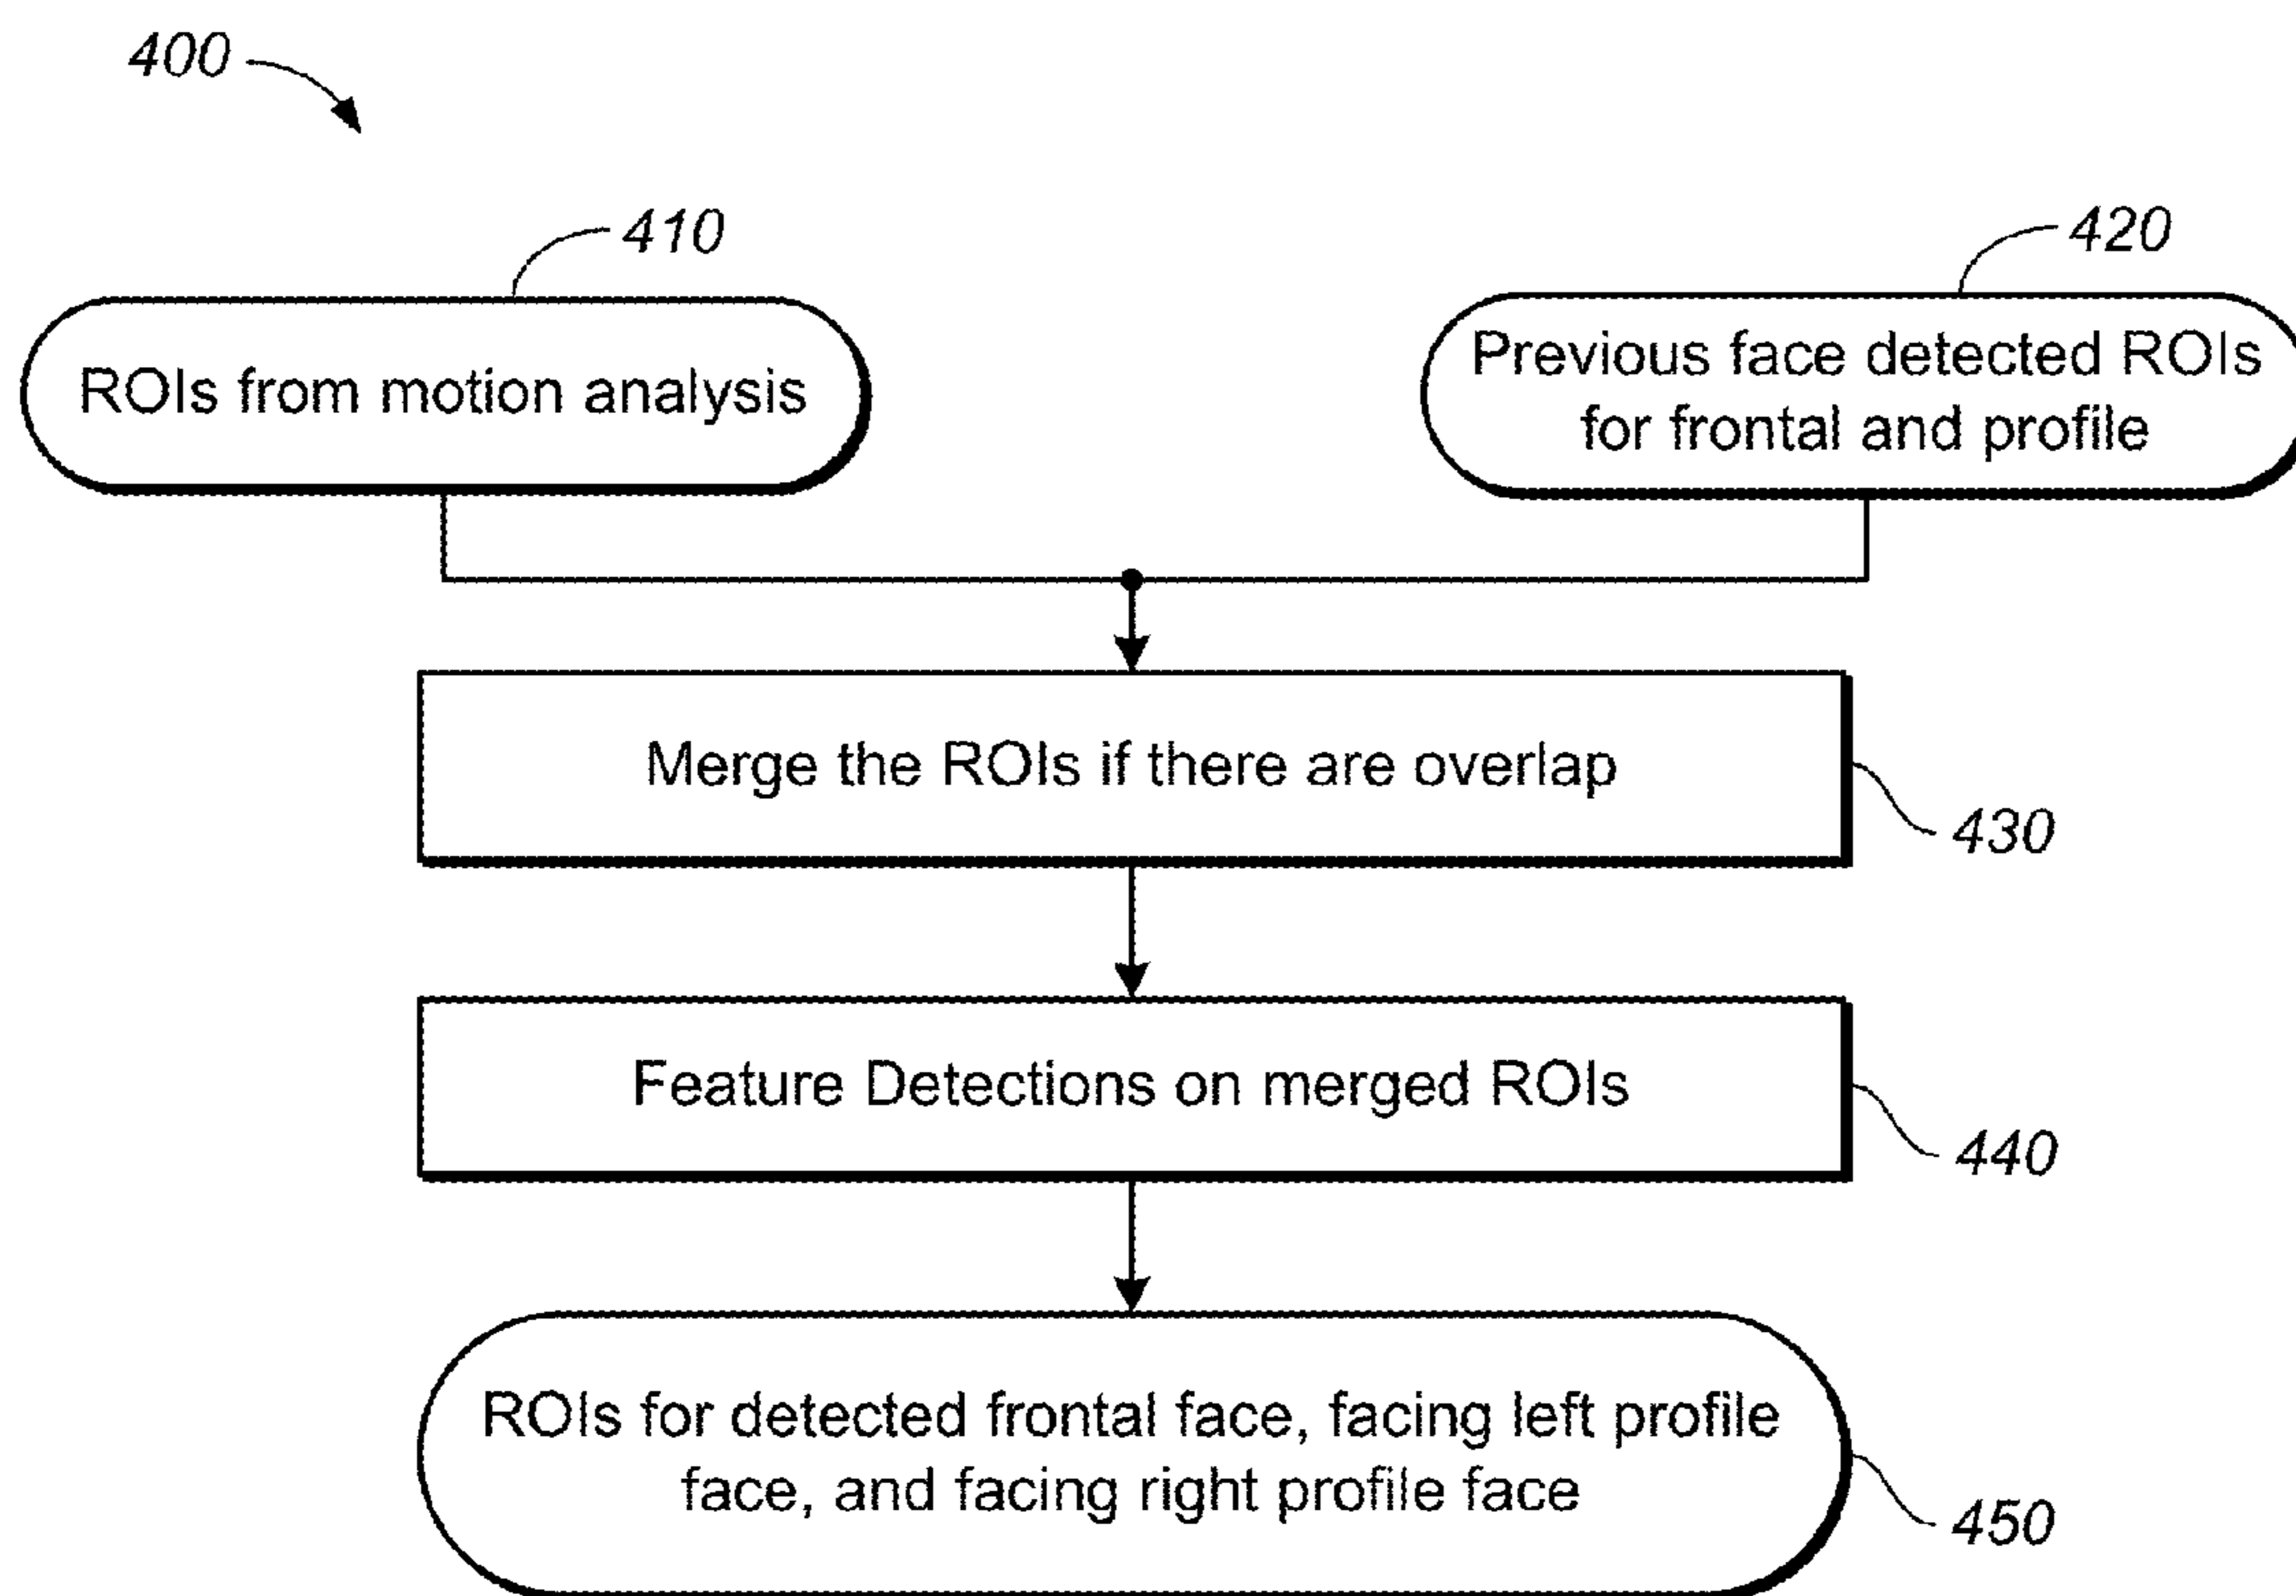 400
410
420
ROIs from motion analysis
Previous face detected ROIs
for frontal and profile
Merge the ROIs if there are overlap
430
Feature Detections on merged ROIs
440
ROIs for detected frontal face, facing left profile
face, and facing right profile face
450